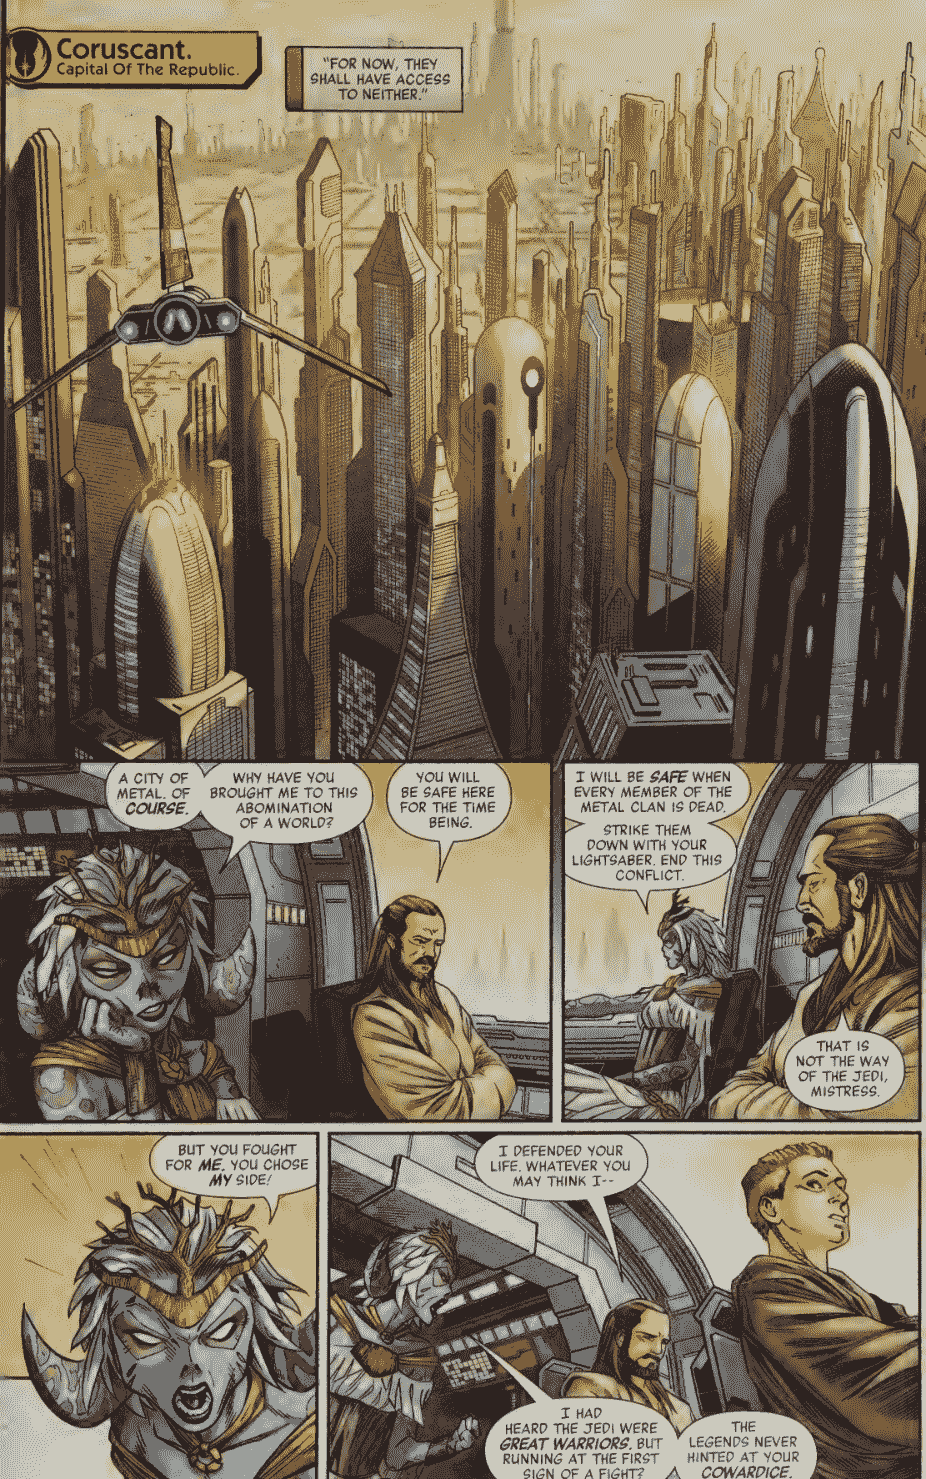 Coruscant.
Capital Of The Republic.
"FOR NOW, THEY
SHALL HAVE ACCESS
TO NEITHER."
A CITY OF
METAL. OF
COURSE.
WHY HAVE YOU
BROUGHT ME TO THIS
ABOMINATION
OF A WORLD?
YOU WILL
BE SAFE HERE
FOR THE TIME
BEING.
I WILL BE SAFE WHEN
EVERY MEMBER OF THE
METAL CLAN IS DEAD.
STRIKE THEM
DOWN WITH YOUR
LIGHTSABER. END THIS
CONFLICT.
THAT IS
NOT THE WAY
OF THE JEDI,
MISTRESS.
BUT YOU FOUGHT
FOR ME. YOU CHOSE
MY SIDE!
I DEFENDED YOUR
LIFE. WHATEVER YOU
MAY THINK I--
I HAD
HEARD THE JEDI WERE
GREAT WARRIORS, BUT
RUNNING AT THE FIRST
SIGN OF A FIGHT?
THE
LEGENDS NEVER
HINTED AT YOUR
COWARDICE.